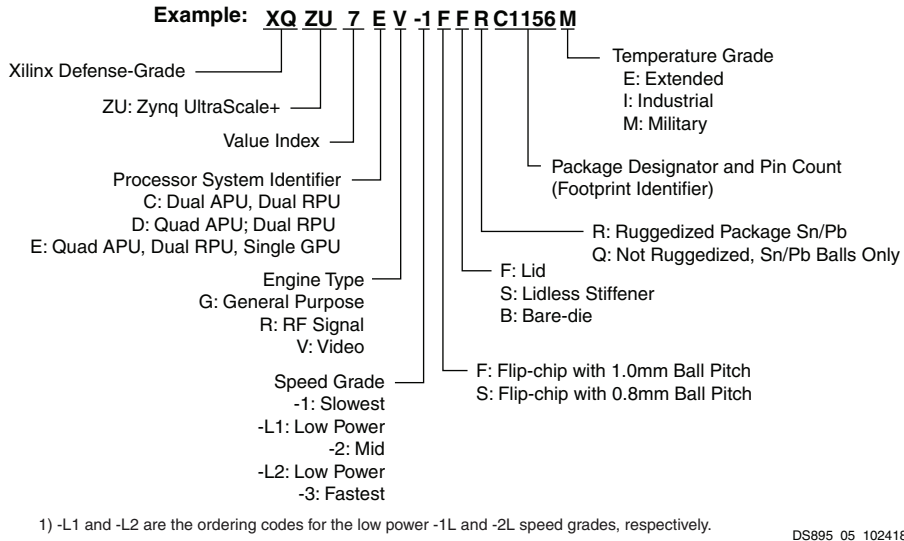 Example: XQ ZU 7 E V -1 F F R C1156 M
Xilinx Defense-Grade
ZU: Zynq UltraScale+
Value Index
Processor System Identifier
C: Dual APU, Dual RPU
D: Quad APU; Dual RPU
E: Quad APU, Dual RPU, Single GPU
Engine Type
G: General Purpose
R: RF Signal
V: Video
Speed Grade
-1: Slowest
-L1: Low Power
-2: Mid
-L2: Low Power
-3: Fastest
Temperature Grade
E: Extended
I: Industrial
M: Military
Package Designator and Pin Count
(Footprint Identifier)
R: Ruggedized Package Sn/Pb
Q: Not Ruggedized, Sn/Pb Balls Only
F: Lid
S: Lidless Stiffener
B: Bare-die
F: Flip-chip with 1.0mm Ball Pitch
S: Flip-chip with 0.8mm Ball Pitch
1) -L1 and -L2 are the ordering codes for the low power -1L and -2L speed grades, respectively.
DS895_05_102418